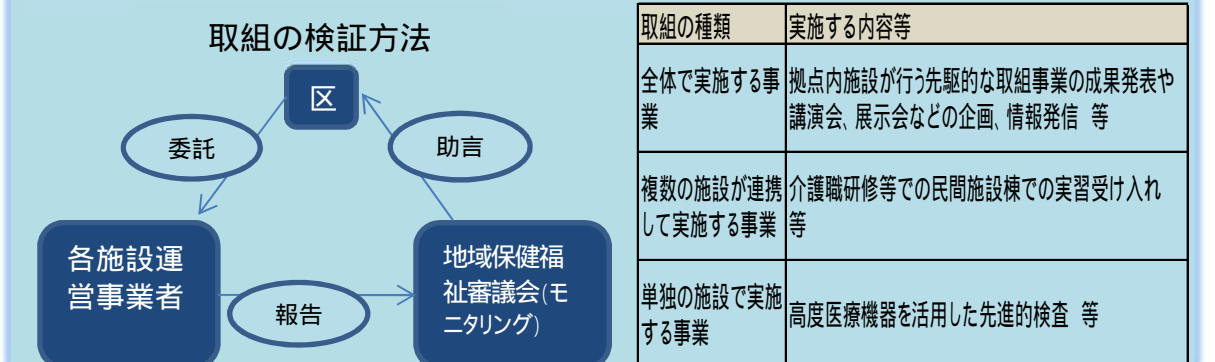 取組の検証方法
区
委託
助言
各施設運
営事業者
報告
地域保健福
祉審議会(モ
ニタリング)
取組の種類
実施する内容等
全体で実施する事
業
拠点内施設が行う先駆的な取組事業の成果発表や
講演会、展示会などの企画、情報発信 等
複数の施設が連携
して実施する事業
介護職研修等での民間施設棟での実習受け入れ
等
単独の施設で実施
する事業
高度医療機器を活用した先進的検査 等